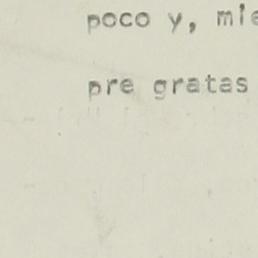 poco y, mie
pre gratas